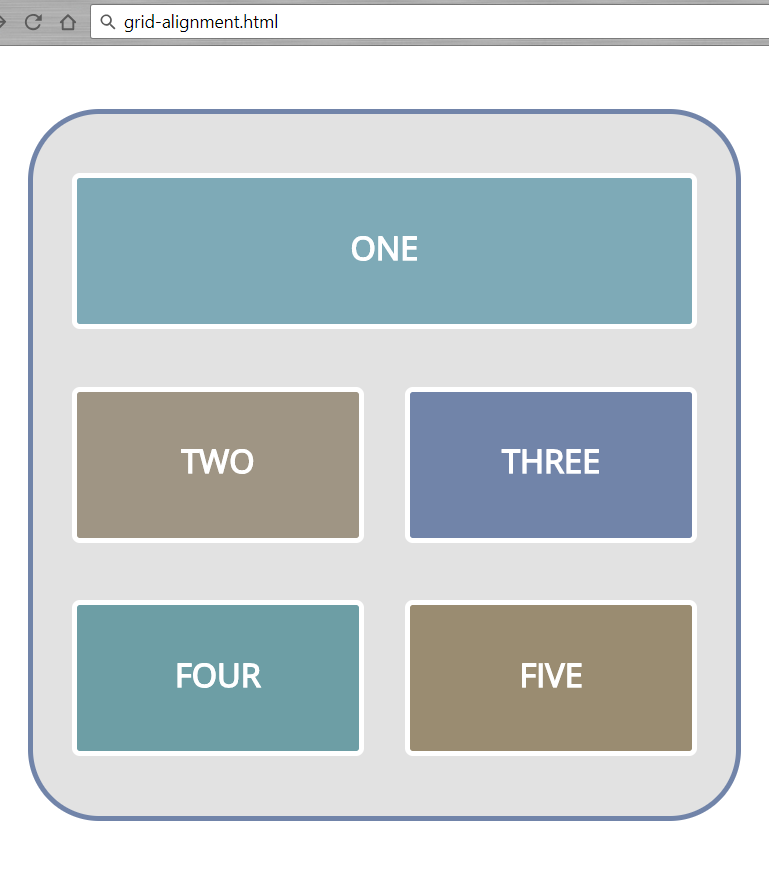 grid-alignment.html
ONE
TWO
THREE
FOUR
FIVE